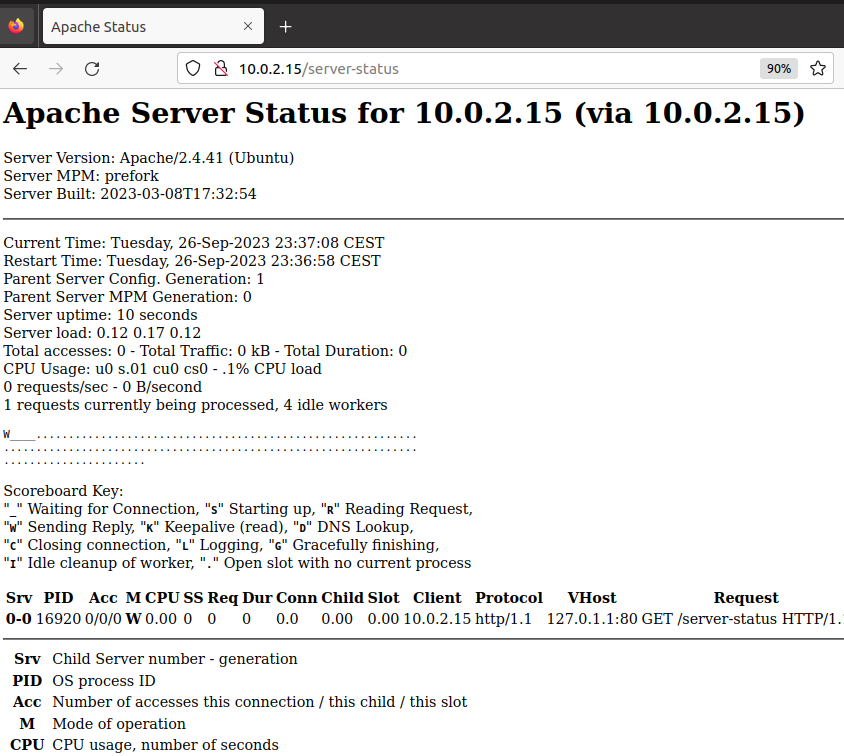 Apache Status
10.0.2.15/server-status 90%
Apache Server Status for 10.0.2.15 (via 10.0.2.15)
Server Version: Apache/2.4.41 (Ubuntu)
Server MPM: prefork
Server Built: 2023-03-08T17:32:54
Current Time: Tuesday, 26-Sep-2023 23:37:08 CEST
Restart Time: Tuesday, 26-Sep-2023 23:36:58 CEST
Parent Server Config. Generation: 1
Parent Server MPM Generation: 0
Server uptime: 10 seconds
Server load: 0.12 0.17 0.12
Total accesses: 0 - Total Traffic: 0 kB - Total Duration: 0
CPU Usage: u0 s.01 cu0 cs0 - .1% CPU load
0 requests/sec - 0 B/second
1 requests currently being processed, 4 idle workers
W____...........................................................
................................................................
......................
Scoreboard Key:
"_" Waiting for Connection, "S" Starting up, "R" Reading Request,
"W" Sending Reply, "K" Keepalive (read), "D" DNS Lookup,
"C" Closing connection, "L" Logging, "G" Gracefully finishing,
"I" Idle cleanup of worker, "." Open slot with no current process
Srv PID Acc M CPU SS Req Dur Conn Child Slot Client Protocol VHost Request
0-0 16920 0/0/0 W 0.00 0 0 0 0.0 0.00 0.00 10.0.2.15 http/1.1 127.0.1.1:80 GET /server-status HTTP/1.
Srv Child Server number - generation
PID OS process ID
Acc Number of accesses this connection / this child / this slot
M Mode of operation
CPU CPU usage, number of seconds